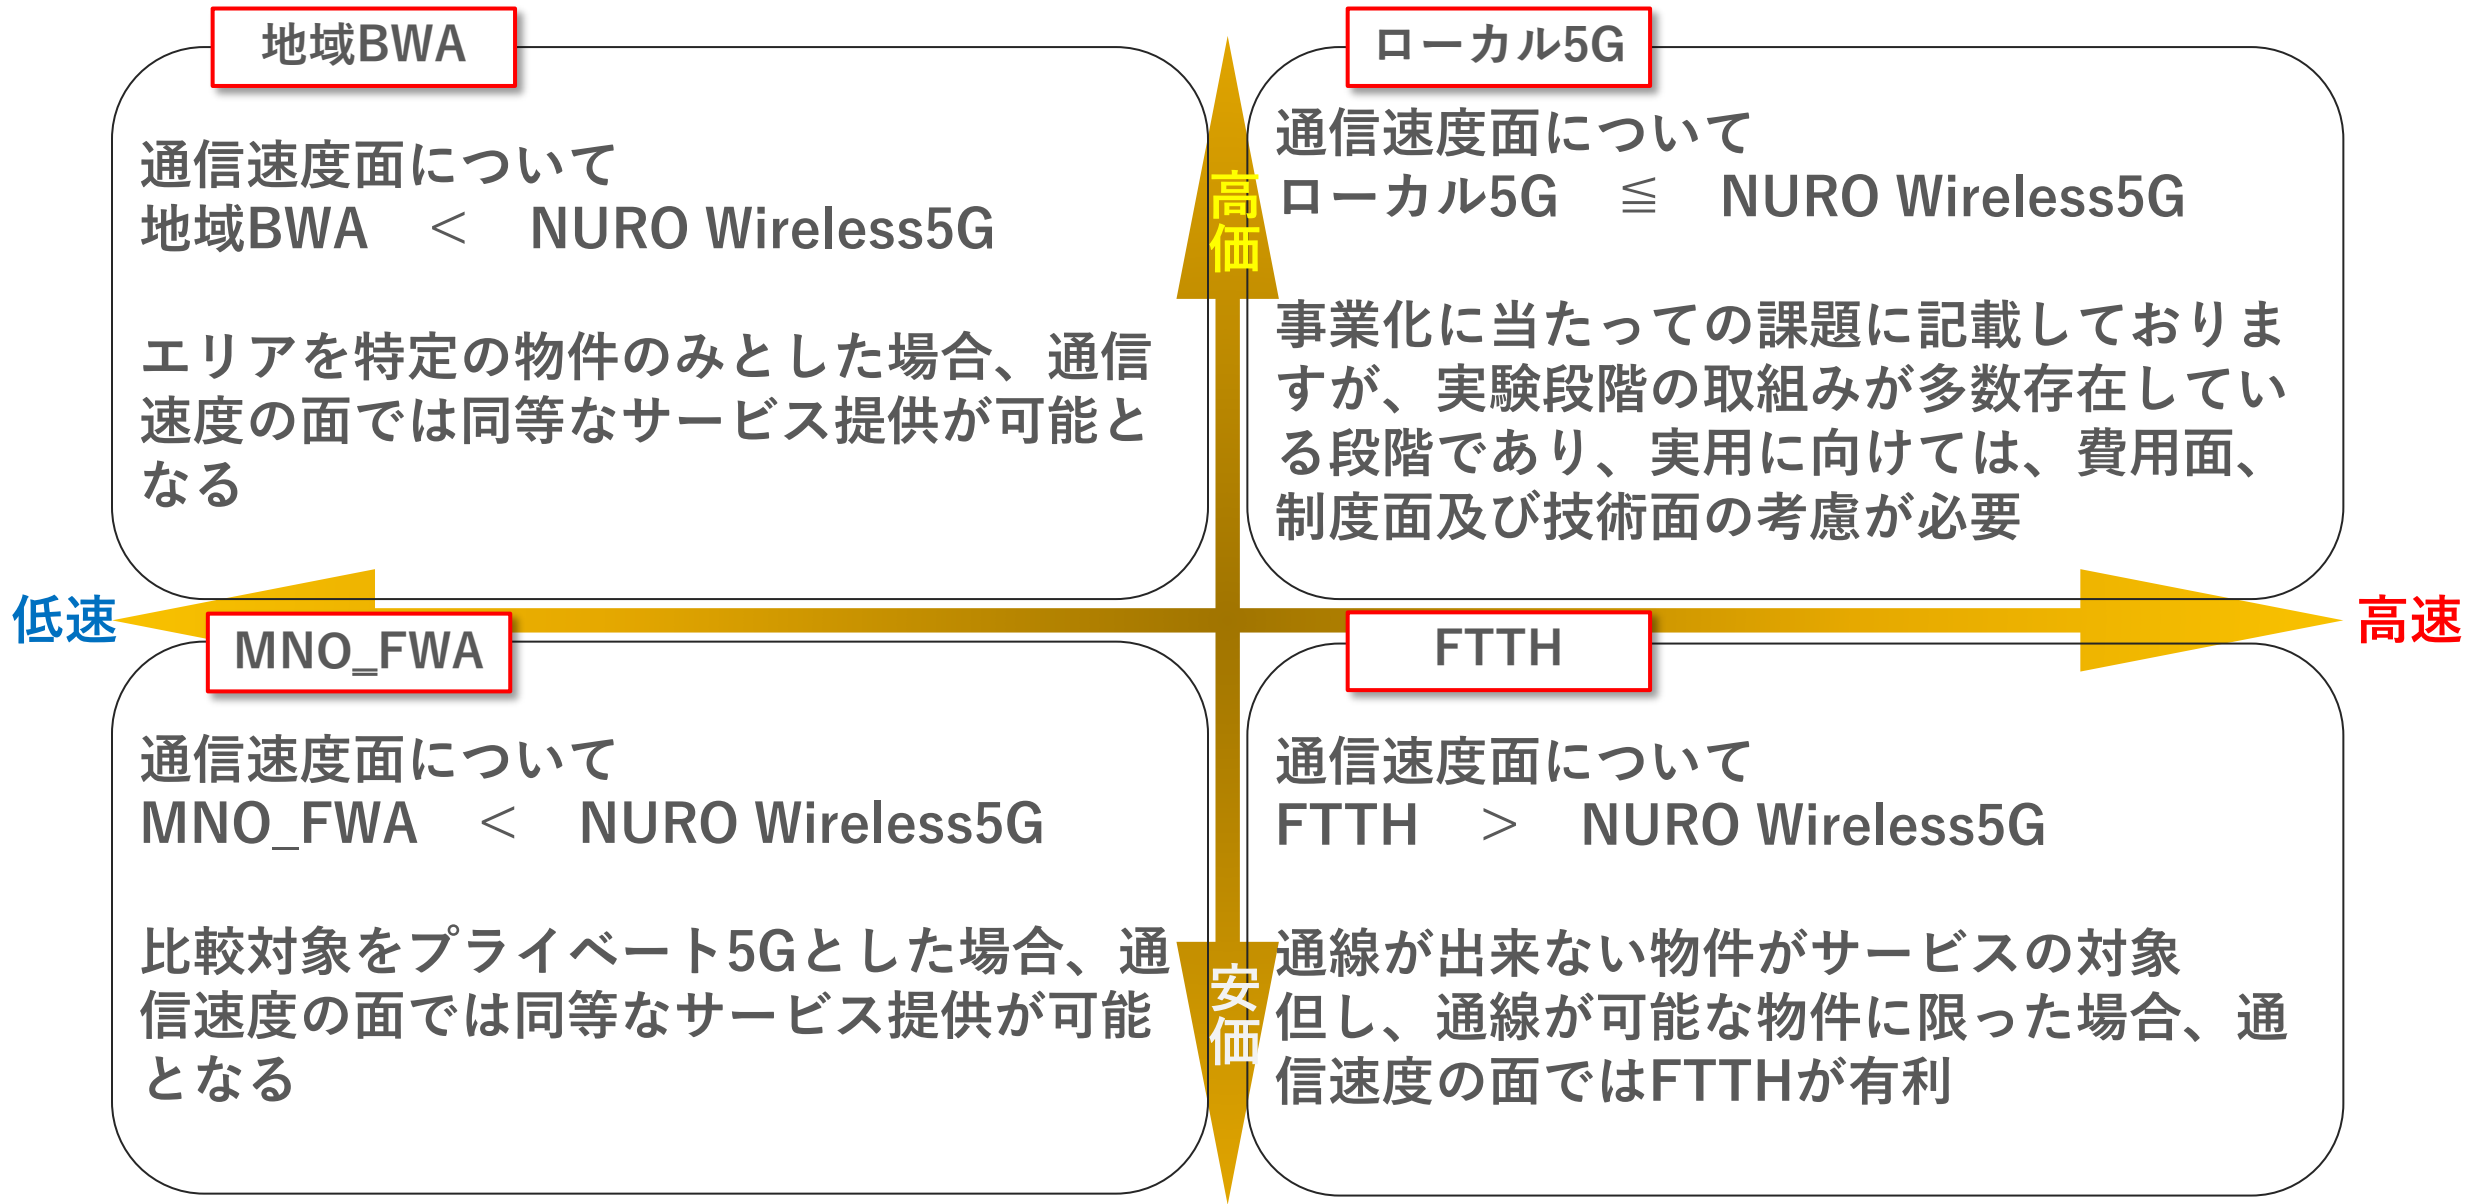 地域BWA
通信速度面について
地域BWA　＜　NURO Wireless5G
エリアを特定の物件のみとした場合、通信
速度の面では同等なサービス提供が可能と
なる
ローカル5G
通信速度面について
ローカル5G　≦　NURO Wireless5G
事業化に当たっての課題に記載しておりま
すが、実験段階の取組みが多数存在してい
る段階であり、実用に向けては、費用面、
制度面及び技術面の考慮が必要
高価
低速
高速
MNO_FWA
通信速度面について
MNO_FWA　＜　NURO Wireless5G
比較対象をプライベート5Gとした場合、通
信速度の面では同等なサービス提供が可能
となる
FTTH
通信速度面について
FTTH　＞　NURO Wireless5G
通線が出来ない物件がサービスの対象
但し、通線が可能な物件に限った場合、通
信速度の面ではFTTHが有利
安価